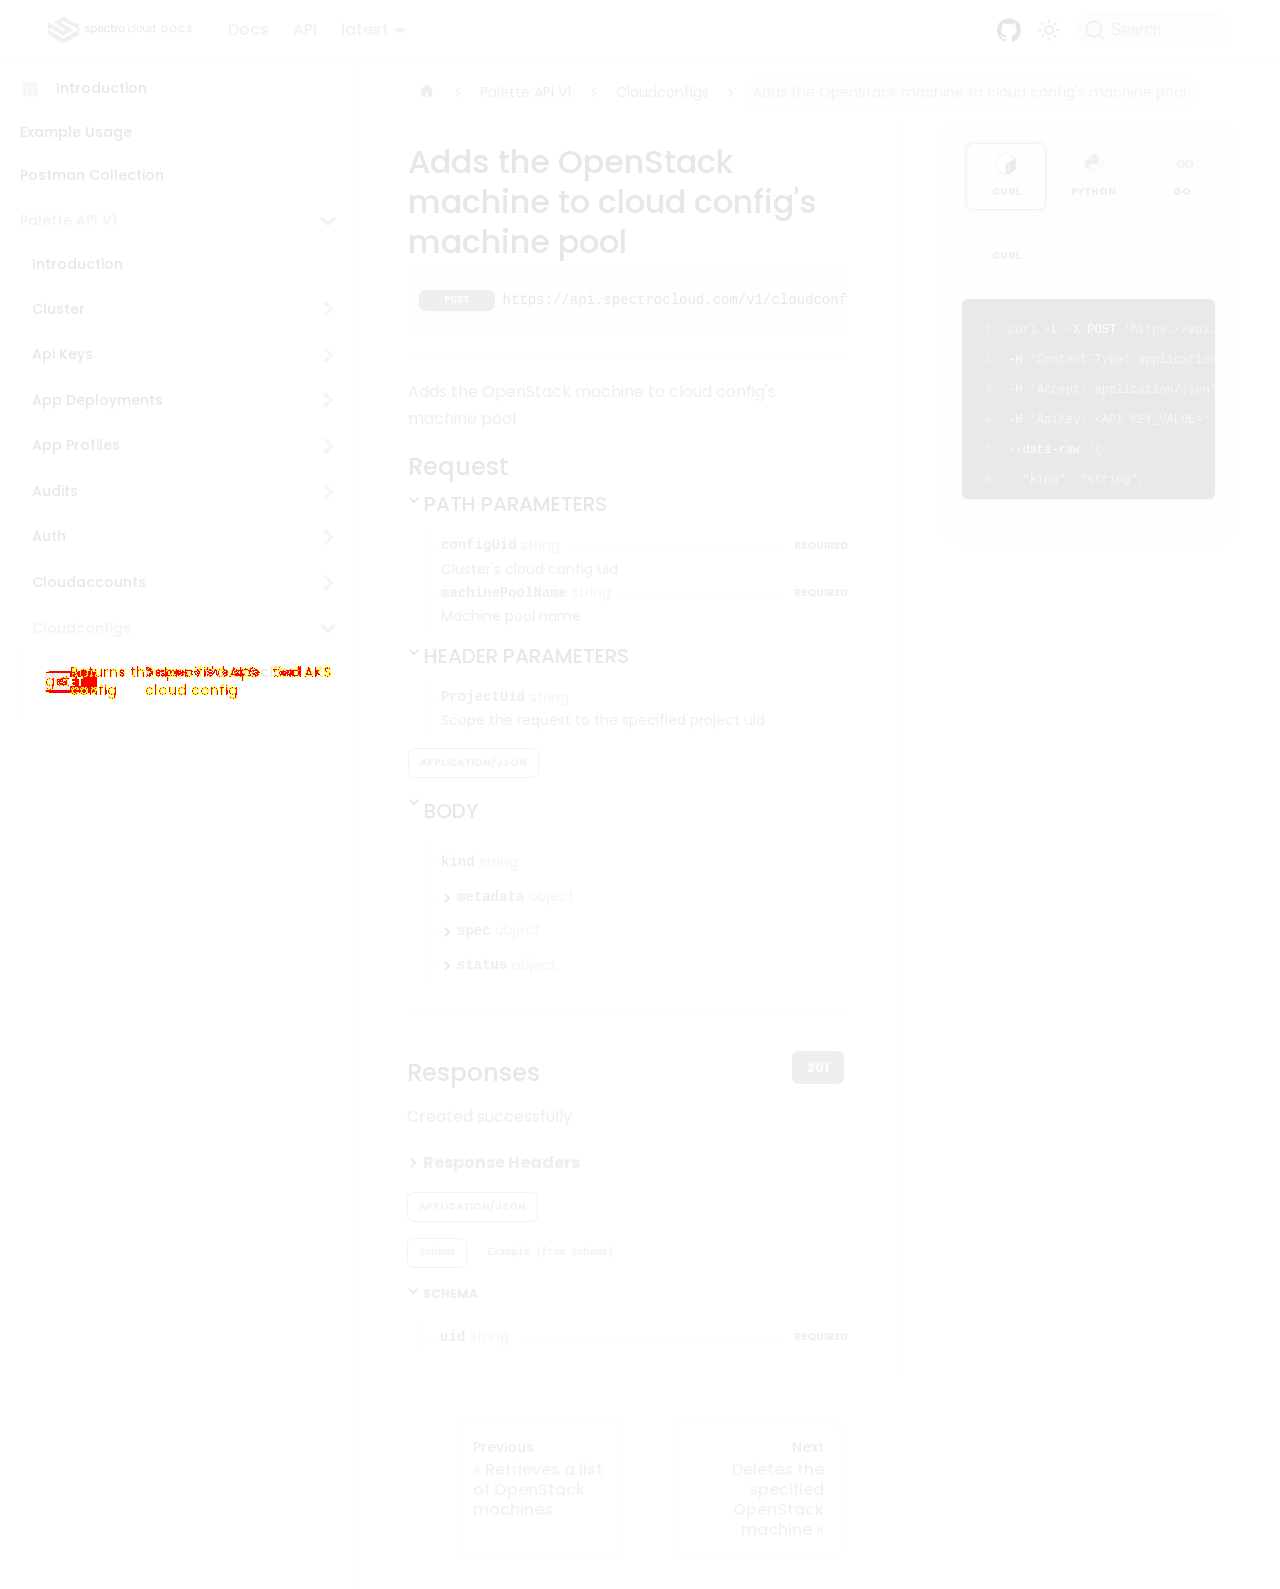 spectro cloud DOCS
Docs API latest
Search
Introduction
Example Usage
Postman Collection
Palette API V1
Introduction
Cluster
Api Keys
App Deployments
App Profiles
Audits
Auth
Cloudaccounts
Cloudconfigs
cloud config
Palette API V1 Cloudconfigs Adds the OpenStack machine to cloud config's machine pool
Adds the OpenStack
machine to cloud config's
machine pool
POST https://api.spectrocloud.com/v1/cloudconf
Adds the OpenStack machine to cloud config's
machine pool
Request
PATH PARAMETERS
configUid string REQUIRED
Cluster's cloud config uid
machinePoolName string REQUIRED
Machine pool name
HEADER PARAMETERS
ProjectUid string
Scope the request to the specified project uid
APPLICATION/JSON
BODY
kind string
metadata object
spec object
status object
Responses
201
Created successfully
Response Headers
APPLICATION/JSON
Schema Example (from schema)
SCHEMA
uid string REQUIRED
Previous
« Retrieves a list
of OpenStack
machines
Next
Deletes the
specified
OpenStack
machine »
CURL PYTHON GO
CURL
1 curl -L -X POST 'https://api.
2 -H 'Content-Type: application
3 -H 'Accept: application/json'
4 -H 'ApiKey: <API_KEY_VALUE>'
5 --data-raw '{
6 "kind": "string",